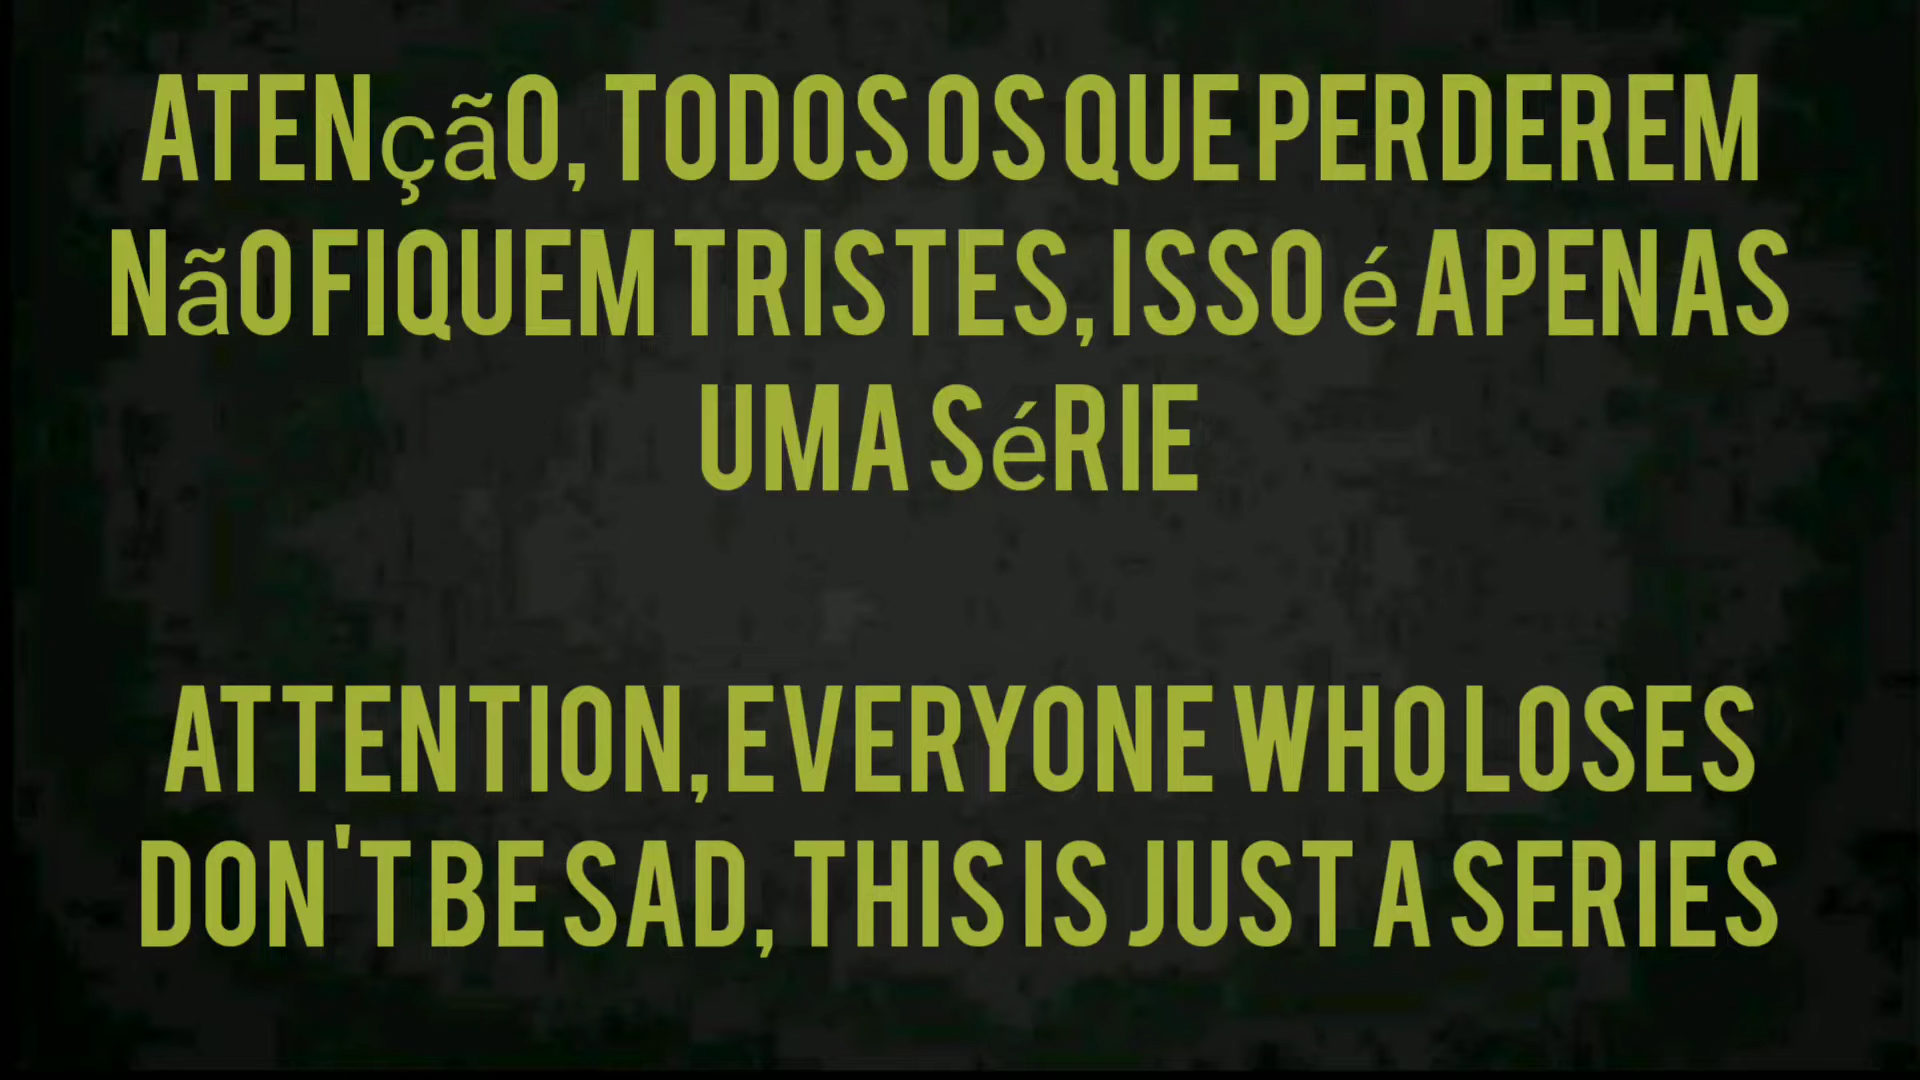 ATENçãO, TODOS OS QUE PERDEREM
NãO FIQUEM TRISTES, ISSO é APENAS
UMA SéRIE
ATTENTION, EVERYONE WHO LOSES
DON'T BE SAD, THIS IS JUST A SERIES